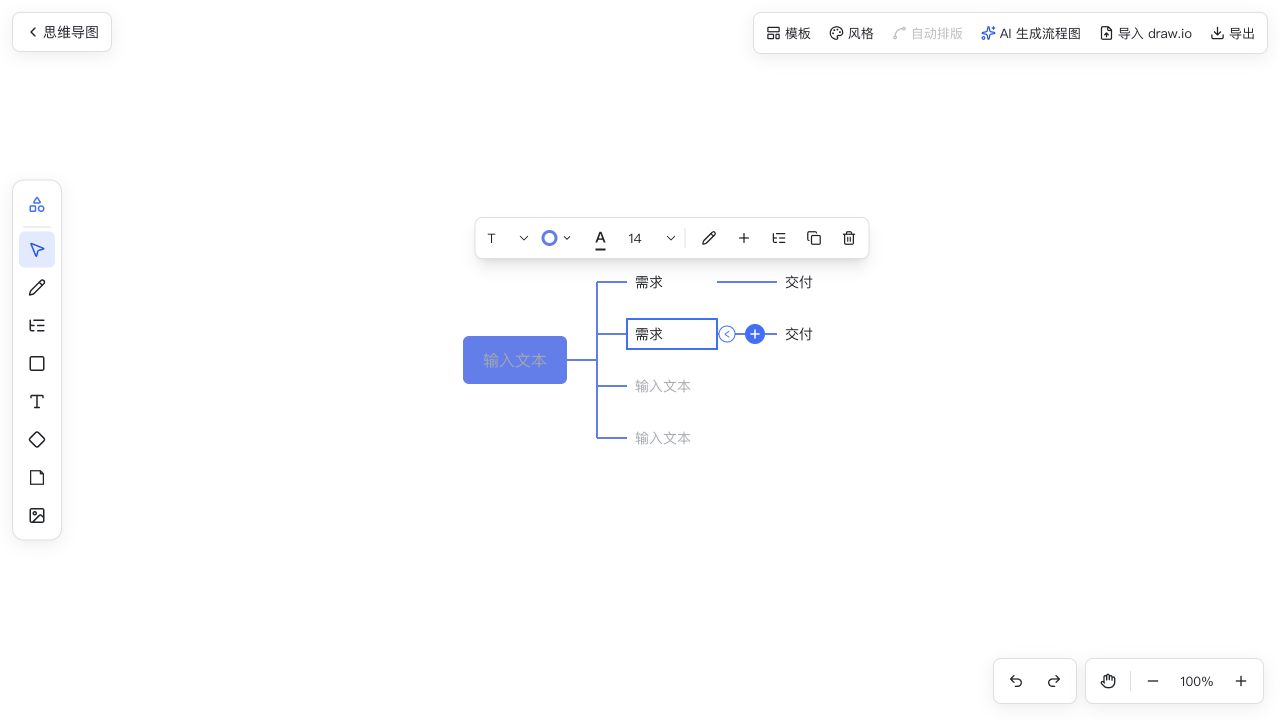 思维导图
模板
风格
自动排版
AI 生成流程图
导入 draw.io
导出
T
A
14
需求
交付
需求
交付
输入文本
输入文本
输入文本
100%